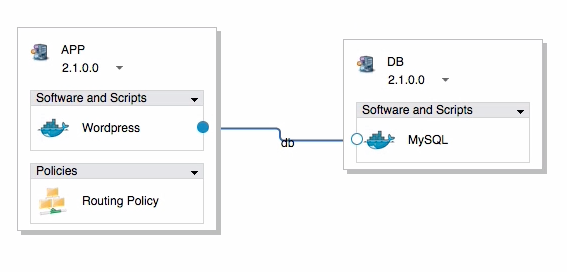 APP
2.1.0.0
Software and Scripts
Wordpress
Policies
Routing Policy
db
DB
2.1.0.0
Software and Scripts
MySQL